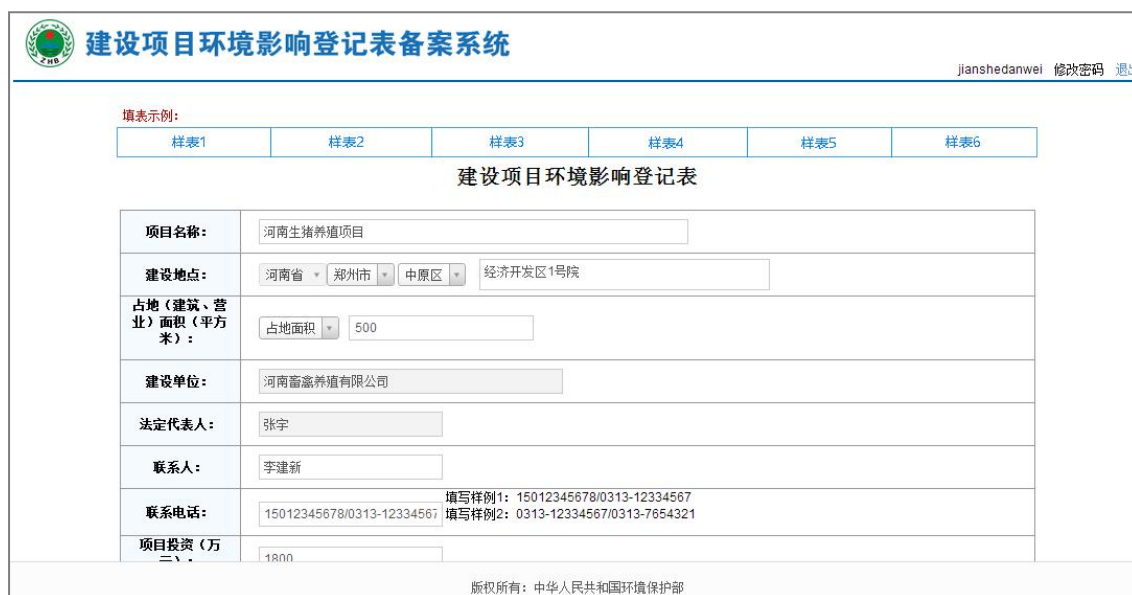 建设项目环境影响登记表备案系统
ZHB
jianshedanwei 修改密码 退出
填表示例：
样表1 样表2 样表3 样表4 样表5 样表6
建设项目环境影响登记表
项目名称： 河南生猪养殖项目
建设地点： 河南省 郑州市 中原区 经济开发区1号院
占地（建筑、营
业）面积（平方
米）： 占地面积 500
建设单位： 河南畜禽养殖有限公司
法定代表人： 张宇
联系人： 李建新
填写样例1：15012345678/0313-12334567
联系电话： 15012345678/0313-12334567 填写样例2：0313-12334567/0313-7654321
项目投资（万
元）： 1800
版权所有：中华人民共和国环境保护部